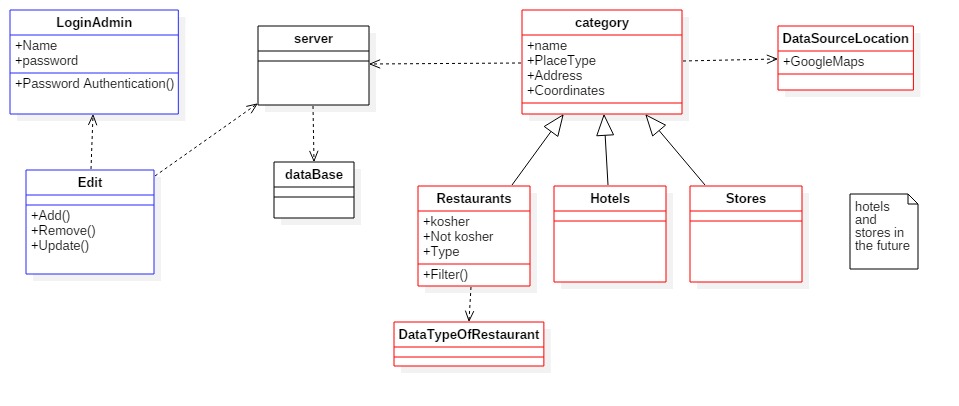 LoginAdmin
+Name
+password
+Password Authentication()
server
category
+name
+PlaceType
+Address
+Coordinates
DataSourceLocation
+GoogleMaps
Edit
+Add()
+Remove()
+Update()
dataBase
Restaurants
+kosher
+Not kosher
+Type
+Filter()
Hotels
Stores
hotels
and
stores in
the future
DataTypeOfRestaurant